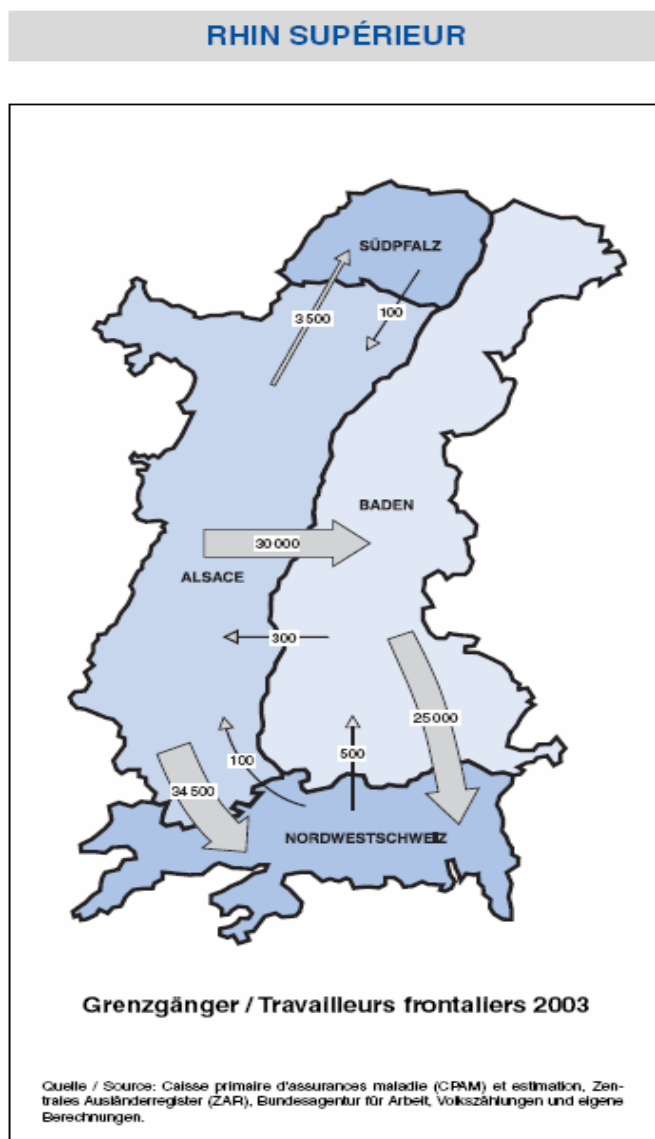 RHIN SUPÉRIEUR
SÜDPFALZ
3 500
100
BADEN
30 000
ALSACE
300
25 000
100
500
34 500
NORDWESTSCHWEIZ
Grenzgänger / Travailleurs frontaliers 2003
Quelle / Source: Caisse primaire d'assurances maladie (CPAM) et estimation, Zen-
trales Ausländerregister (ZAR), Bundesagentur für Arbeit, Volkszählungen und eigene
Berechnungen.